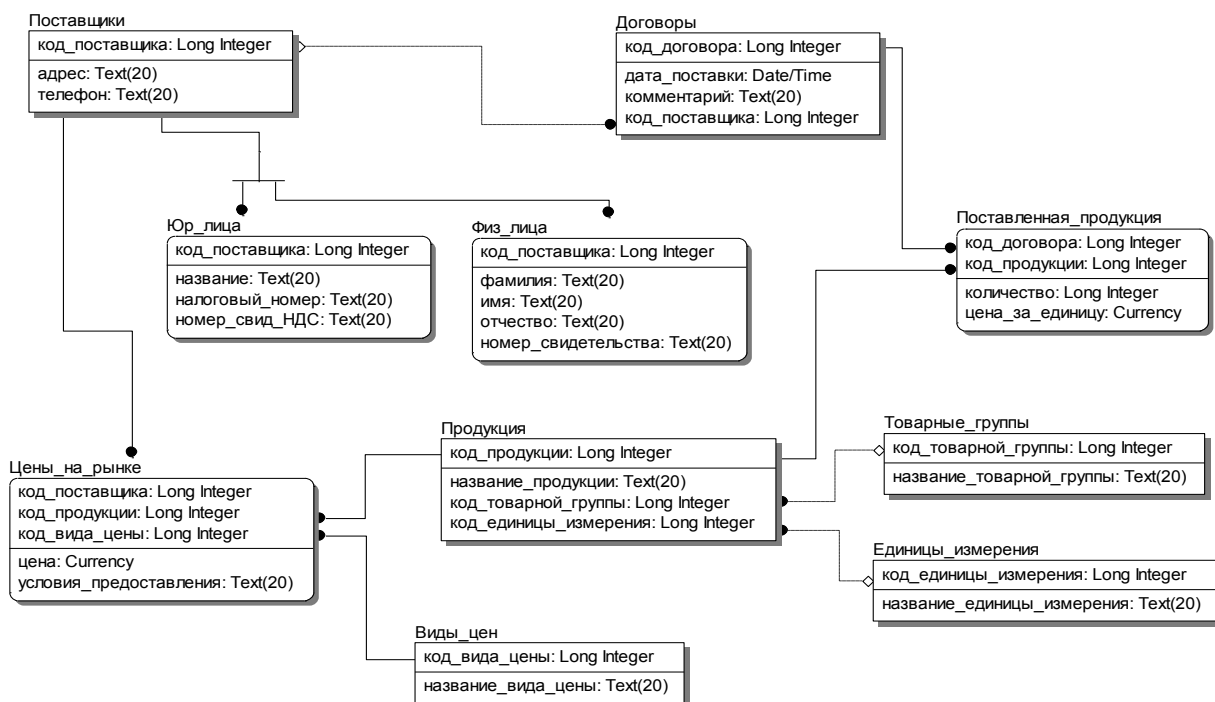 Поставщики
код_поставщика: Long Integer
адрес: Text(20)
телефон: Text(20)
Договоры
код_договора: Long Integer
дата_поставки: Date/Time
комментарий: Text(20)
код_поставщика: Long Integer
Юр_лица
код_поставщика: Long Integer
название: Text(20)
налоговый_номер: Text(20)
номер_свид_НДС: Text(20)
Физ_лица
код_поставщика: Long Integer
фамилия: Text(20)
имя: Text(20)
отчество: Text(20)
номер_свидетельства: Text(20)
Поставленная_продукция
код_договора: Long Integer
код_продукции: Long Integer
количество: Long Integer
цена_за_единицу: Currency
Цены_на_рынке
код_поставщика: Long Integer
код_продукции: Long Integer
код_вида_цены: Long Integer
цена: Currency
условия_предоставления: Text(20)
Продукция
код_продукции: Long Integer
название_продукции: Text(20)
код_товарной_группы: Long Integer
код_единицы_измерения: Long Integer
Товарные_группы
код_товарной_группы: Long Integer
название_товарной_группы: Text(20)
Единицы_измерения
код_единицы_измерения: Long Integer
название_единицы_измерения: Text(20)
Виды_цен
код_вида_цены: Long Integer
название_вида_цены: Text(20)